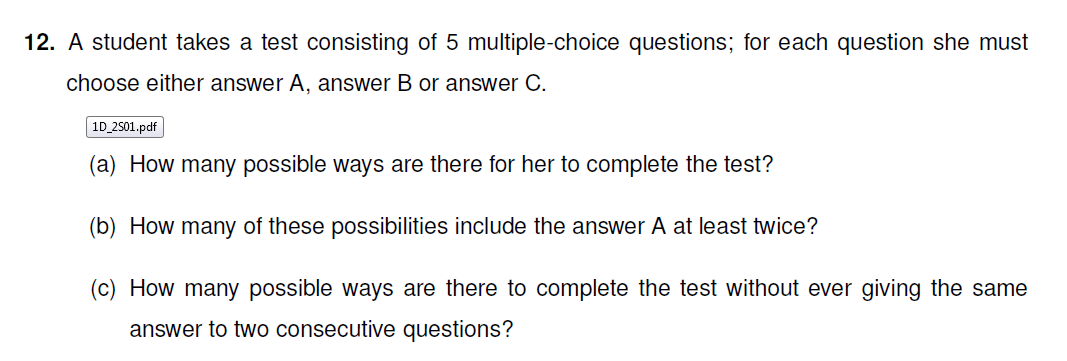 12. A student takes a test consisting of 5 multiple-choice questions; for each question she must
choose either answer A, answer B or answer C.
1D_2S01.pdf
(a) How many possible ways are there for her to complete the test?
(b) How many of these possibilities include the answer A at least twice?
(c) How many possible ways are there to complete the test without ever giving the same
answer to two consecutive questions?